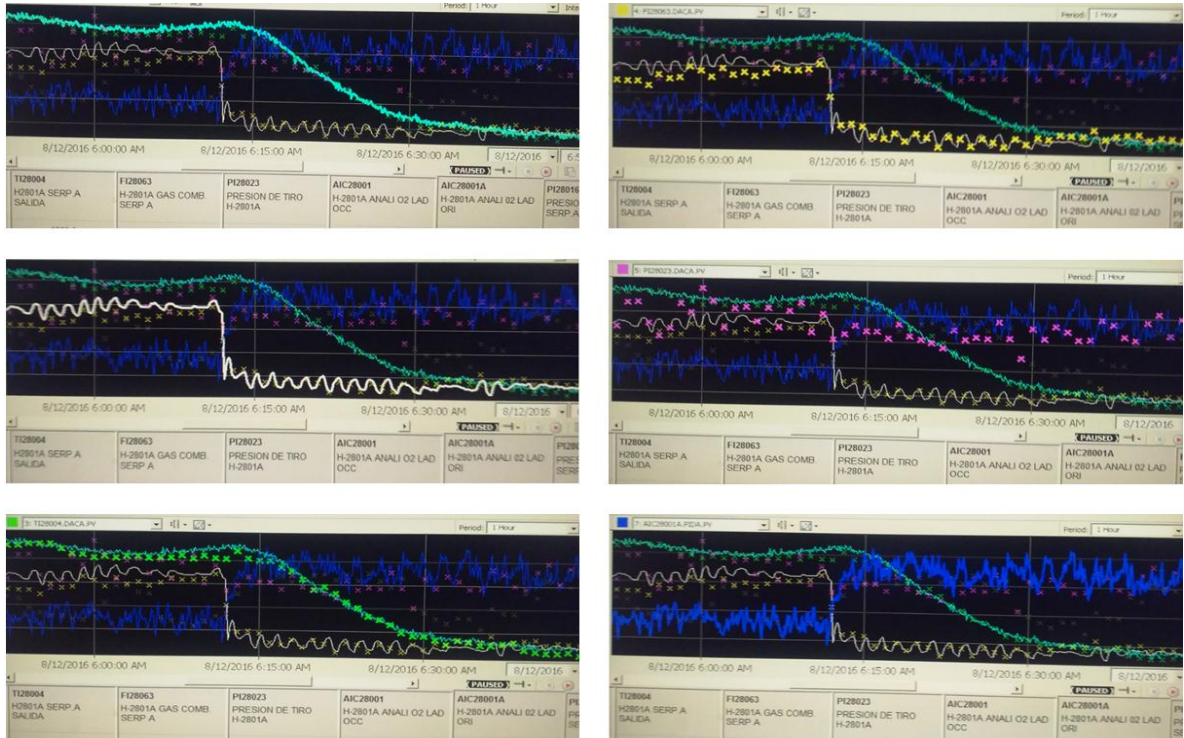 Period: 1 Hour
8/12/2016 6:00:00 AM 8/12/2016 6:15:00 AM 8/12/2016 6:30:00 AM 8/12/2016
PAUSED
TI28004 FI28063 PI28023 AIC28001 AIC28001A PI28016
H2801A SERP A H-2801A GAS COMB. PRESION DE TIRO H-2801A ANALI O2 LAD H-2801A ANALI 02 LAD PRESIO
SALIDA SERP A H-2801A OCC ORI SERP A
4: PI28063.DACA.PV Period: 1 Hour
8/12/2016 6:00:00 AM 8/12/2016 6:15:00 AM 8/12/2016 6:30:00 AM 8/12/2016
PAUSED
TI28004 FI28063 PI28023 AIC28001 AIC28001A
H2801A SERP A H-2801A GAS COMB. PRESION DE TIRO H-2801A ANALI O2 LAD H-2801A ANALI 02 LAD
SALIDA SERP A H-2801A OCC ORI
8/12/2016 6:00:00 AM 8/12/2016 6:15:00 AM 8/12/2016 6:30:00 AM 8/12/2016
PAUSED
TI28004 FI28063 PI28023 AIC28001 AIC28001A
H2801A SERP A H-2801A GAS COMB. PRESION DE TIRO H-2801A ANALI O2 LAD H-2801A ANALI 02 LAD
SALIDA SERP A H-2801A OCC ORI
5: PI28023.DACA.PV Period: 1 Hour
8/12/2016 6:00:00 AM 8/12/2016 6:15:00 AM 8/12/2016 6:30:00 AM 8/12/2016
PAUSED
TI28004 FI28063 PI28023 AIC28001 AIC28001A
H2801A SERP A H-2801A GAS COMB. PRESION DE TIRO H-2801A ANALI O2 LAD H-2801A ANALI 02 LAD
SALIDA SERP A H-2801A OCC ORI
3: TI28004.DACA.PV Period: 1 Hour
8/12/2016 6:00:00 AM 8/12/2016 6:15:00 AM 8/12/2016 6:30:00 AM 8/12/2016
PAUSED
TI28004 FI28063 PI28023 AIC28001 AIC28001A
H2801A SERP A H-2801A GAS COMB. PRESION DE TIRO H-2801A ANALI O2 LAD H-2801A ANALI 02 LAD
SALIDA SERP A H-2801A OCC ORI
7: AIC28001A.PIDA.PV Period: 1 Hour
8/12/2016 6:00:00 AM 8/12/2016 6:15:00 AM 8/12/2016 6:30:00 AM 8/12/2016
PAUSED
TI28004 FI28063 PI28023 AIC28001 AIC28001A
H2801A SERP A H-2801A GAS COMB. PRESION DE TIRO H-2801A ANALI O2 LAD H-2801A ANALI 02 LAD
SALIDA SERP A H-2801A OCC ORI